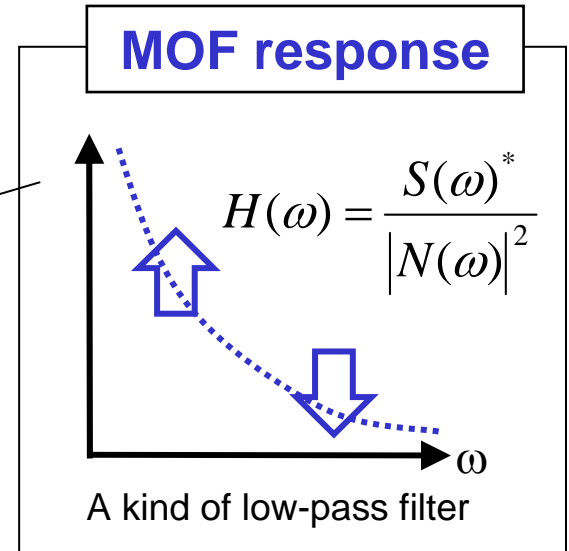 MOF response
H(ω) = S(ω)* / |N(ω)|²
ω
A kind of low-pass filter